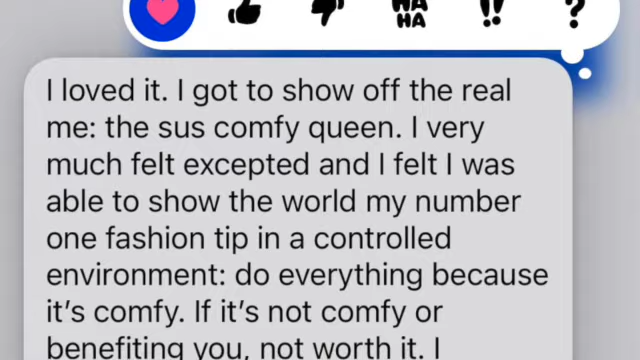 HA
HA
!!
?
I loved it. I got to show off the real
me: the sus comfy queen. I very
much felt excepted and I felt I was
able to show the world my number
one fashion tip in a controlled
environment: do everything because
it's comfy. If it's not comfy or
benefiting you, not worth it. I